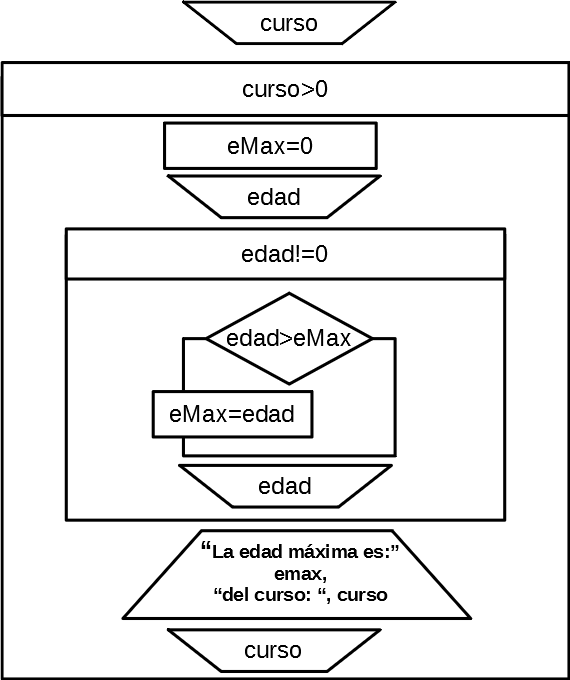 curso
curso>0
eMax=0
edad
edad!=0
edad>eMax
eMax=edad
edad
“La edad máxima es:”
emax,
“del curso: “, curso
curso